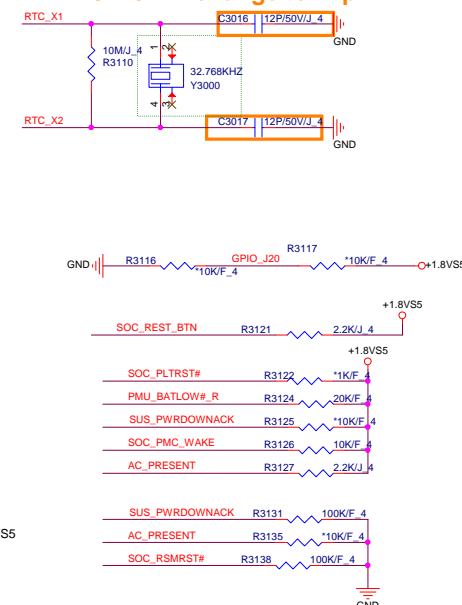 RTC_X1
C3016 12P/50V/J_4
GND
10M/J_4
R3110
1
2
32.768KHZ
Y3000
4
3
RTC_X2
C3017 12P/50V/J_4
GND
R3117
GND R3116 GPIO_J20 *10K/F_4 +1.8VS5
*10K/F_4
+1.8VS5
SOC_REST_BTN R3121 2.2K/J_4
+1.8VS5
SOC_PLTRST# R3122 *1K/F_4
PMU_BATLOW#_R R3124 20K/F_4
SUS_PWRDOWNACK R3125 *10K/F_4
SOC_PMC_WAKE R3126 10K/F_4
AC_PRESENT R3127 2.2K/J_4
SUS_PWRDOWNACK R3131 100K/F_4
VS5
AC_PRESENT R3135 *10K/F_4
SOC_RSMRST# R3138 100K/F_4
GND